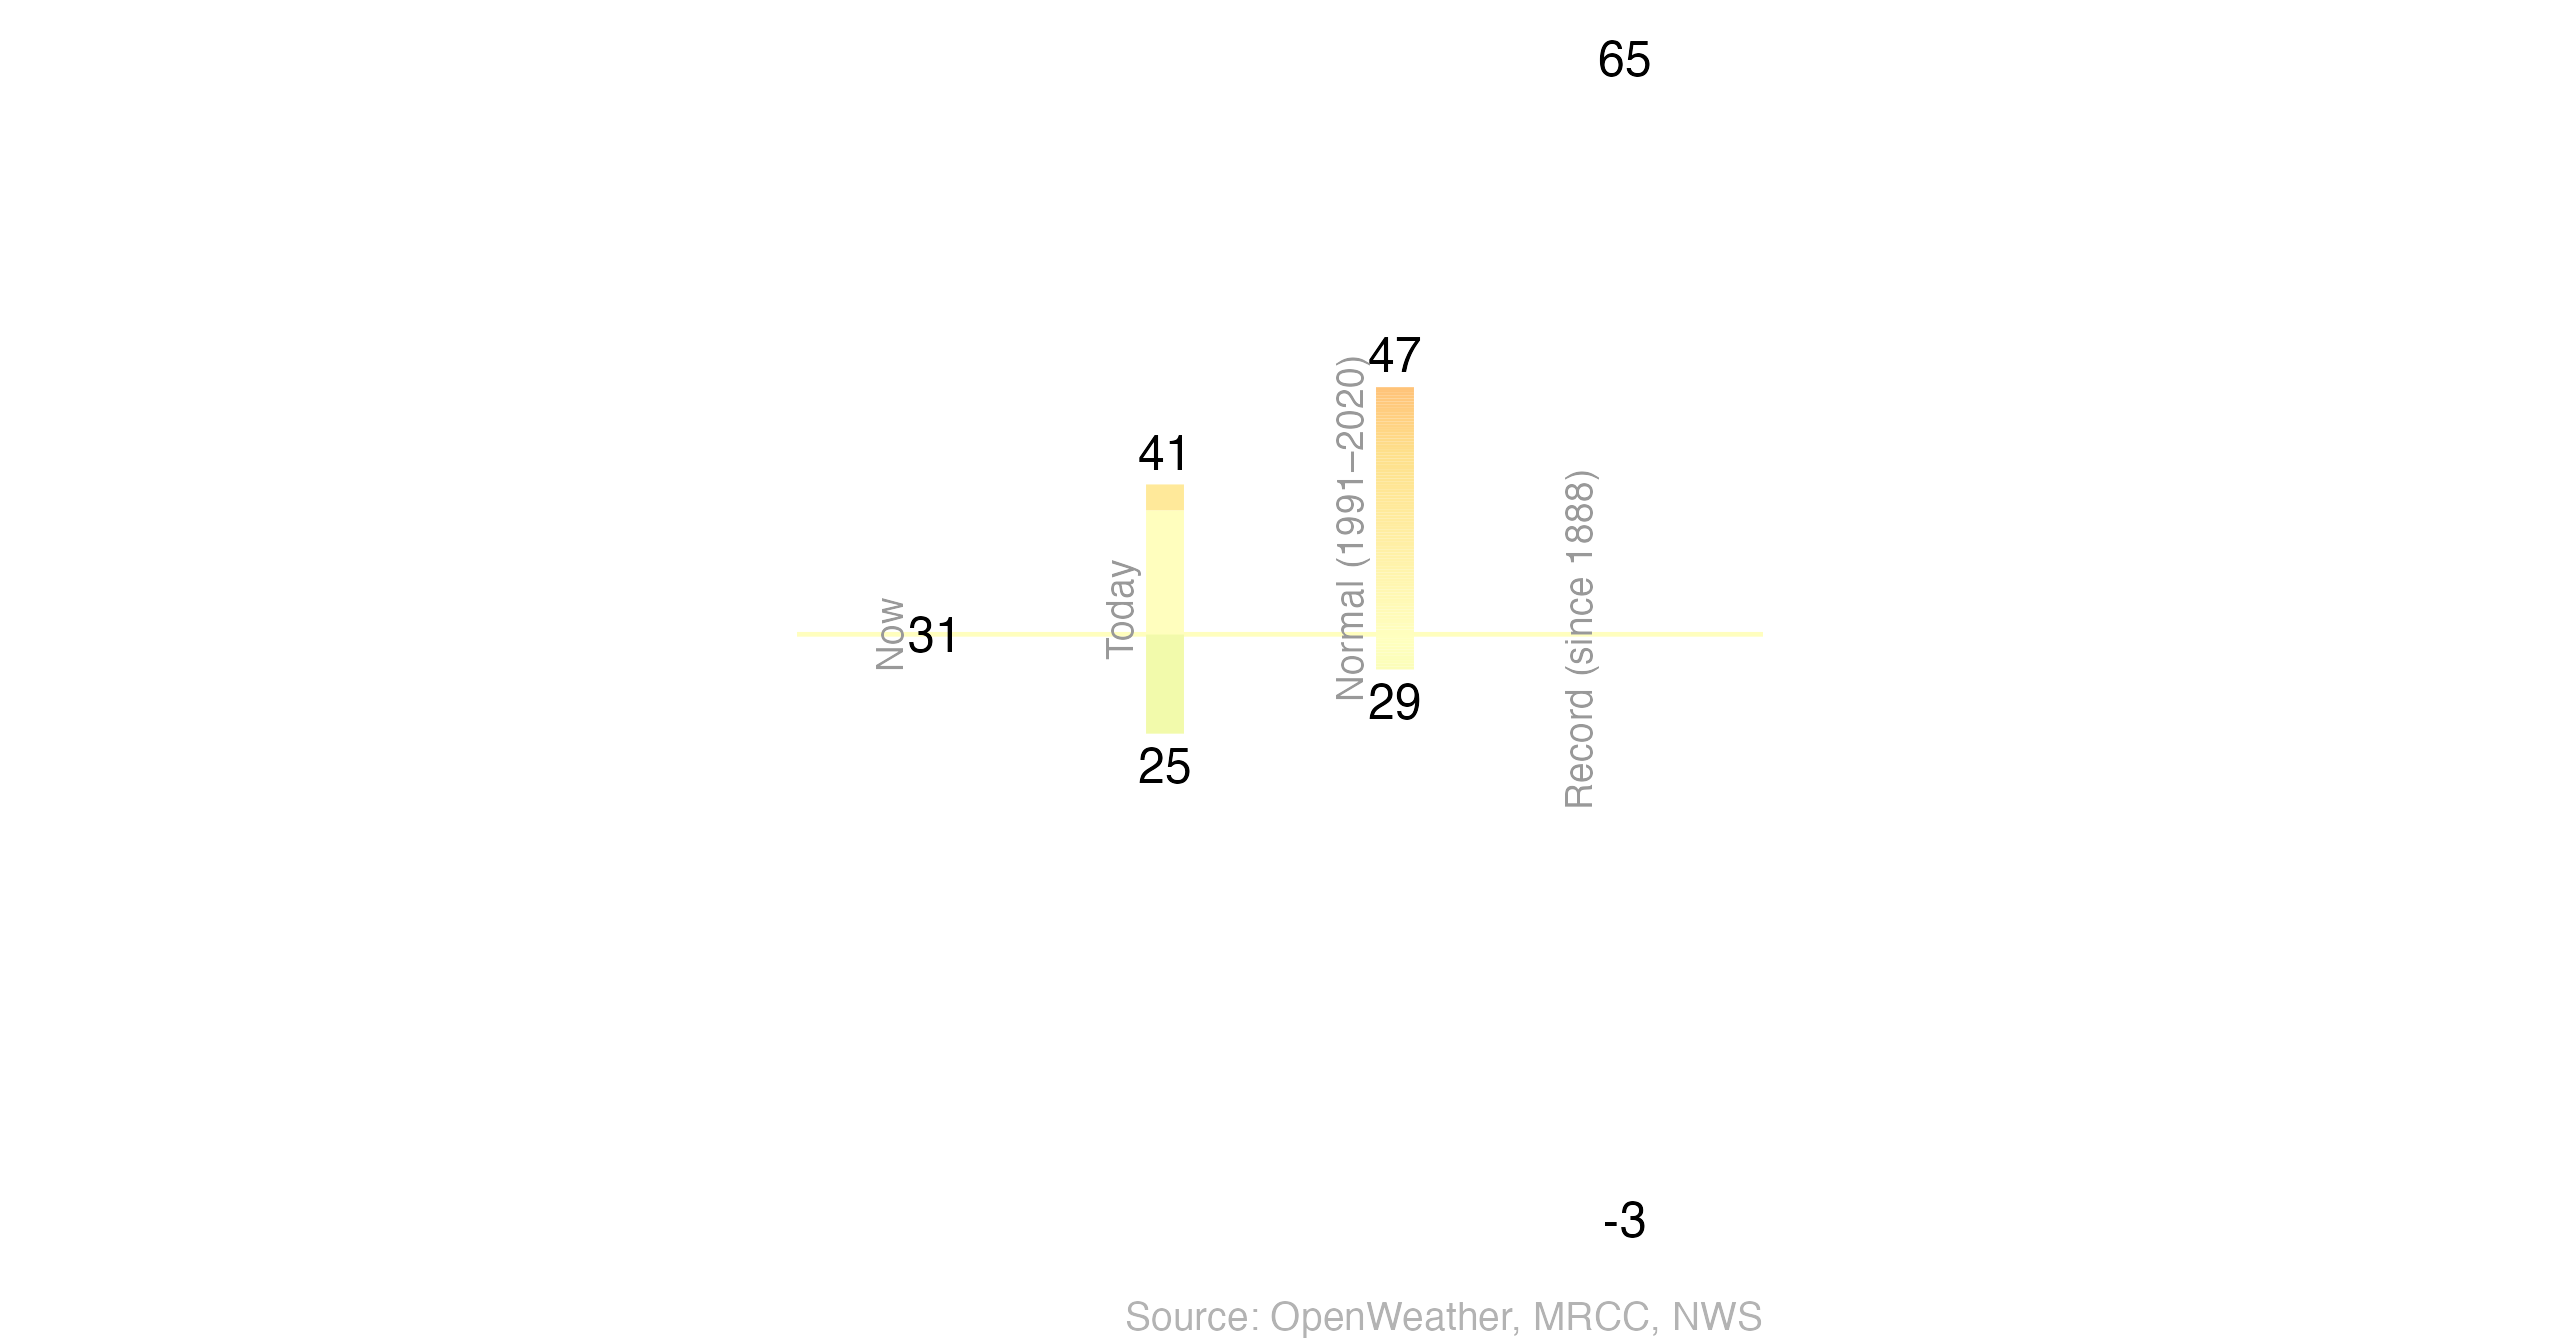 65
47
41
Normal (1991–2020)
Record (since 1888)
Today
Now
31
29
25
-3
Source: OpenWeather, MRCC, NWS